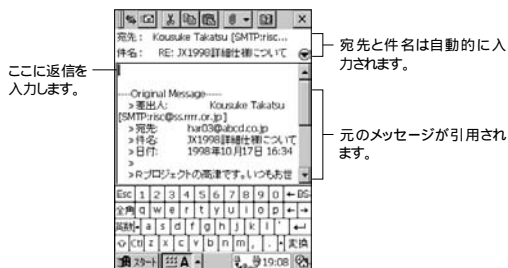 宛先： Kousuke Takatsu [SMTP:risc...
件名： RE: JX1998詳細仕様について
宛先と件名は自動的に入
力されます。
ここに返信を
入力します。
-----Original Message-----
>差出人: Kousuke Takatsu
[SMTP:risc@ss.rrrr.or.jp]
>宛先: har03@abcd.co.jp
>件名: JX1998詳細仕様について
>日付: 1998年10月17日 16:34
>
>Rプロジェクトの高津です。いつもお世
元のメッセージが引用され
ます。
Esc 1 2 3 4 5 6 7 8 9 0 ←BS
全角 q w e r t y u i o p ← →
英数 a s d f g h j k l '
Ctl z x c v b n m , . 変換
スタート A 19:08